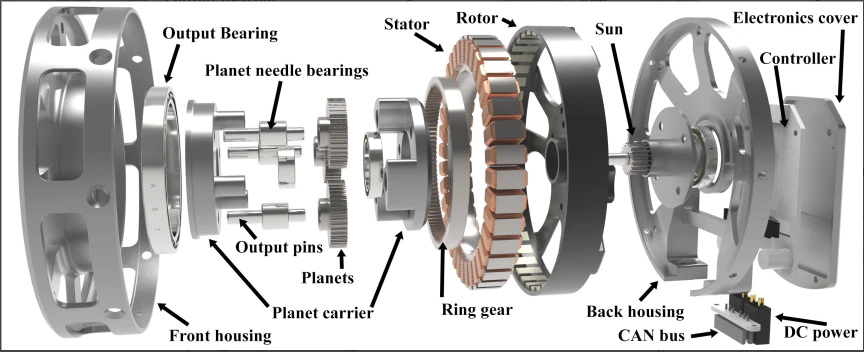 Output Bearing
Planet needle bearings
Stator
Rotor
Sun
Electronics cover
Controller
Output pins
Planets
Planet carrier
Front housing
Ring gear
Back housing
CAN bus
DC power